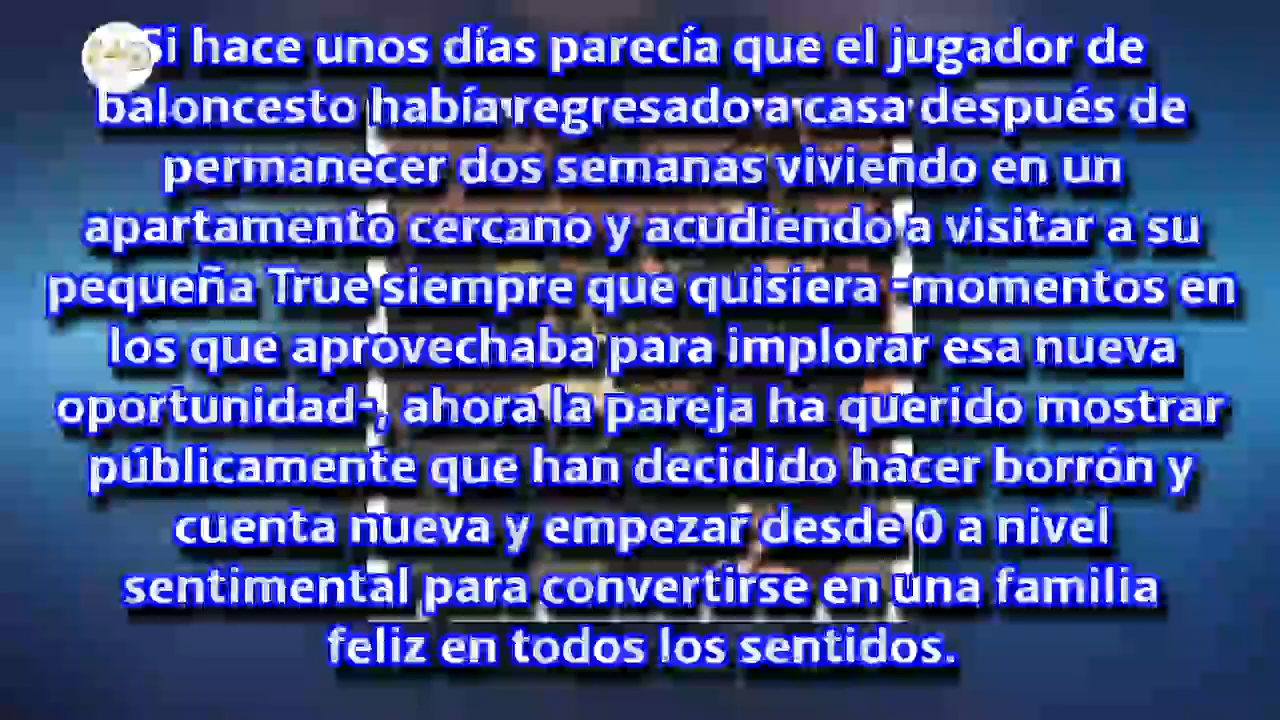 Si hace unos días parecía que el jugador de
baloncesto había regresado a casa después de
permanecer dos semanas viviendo en un
apartamento cercano y acudiendo a visitar a su
pequeña True siempre que quisiera -momentos en
los que aprovechaba para implorar esa nueva
oportunidad-, ahora la pareja ha querido mostrar
públicamente que han decidido hacer borrón y
cuenta nueva y empezar desde 0 a nivel
sentimental para convertirse en una familia
feliz en todos los sentidos.